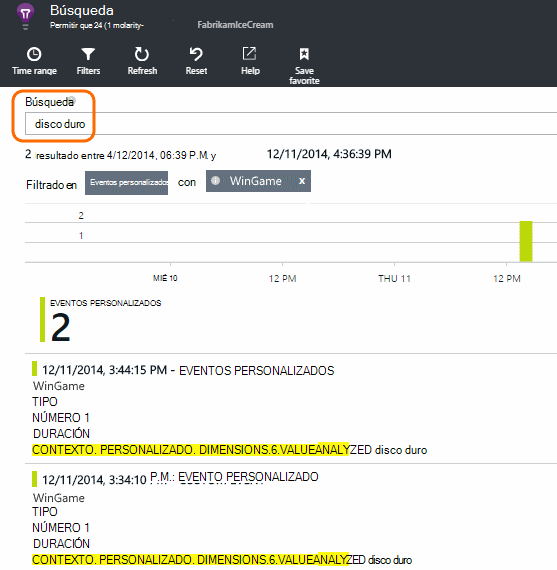 Búsqueda
Permitir que 24 (1 molarity-
FabrikamIceCream
Time range
Filters
Refresh
Reset
Help
Save favorite
Búsqueda
disco duro
2 resultado entre 4/12/2014, 06:39 P.M. y 12/11/2014, 4:36:39 PM
Filtrado en Eventos personalizados con WinGame x
2
1
MIÉ 10
12 PM
THU 11
12 PM
EVENTOS PERSONALIZADOS
2
12/11/2014, 3:44:15 PM - EVENTOS PERSONALIZADOS
WinGame
TIPO
NÚMERO 1
DURACIÓN
CONTEXTO. PERSONALIZADO. DIMENSIONS.6.VALUEANALYZED disco duro
12/11/2014, 3:34:10 P.M.: EVENTO PERSONALIZADO
WinGame
TIPO
NÚMERO 1
DURACIÓN
CONTEXTO. PERSONALIZADO. DIMENSIONS.6.VALUEANALYZED disco duro